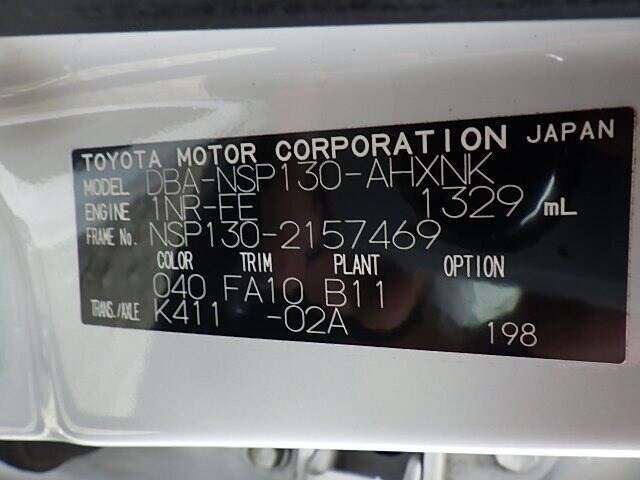 TOYOTA MOTOR CORPORATION JAPAN
MODEL DBA-NSP130-AHXNK
ENGINE 1NR-FE 1329 mL
FRAME No. NSP130-2157469
COLOR TRIM PLANT OPTION
040 FA10 B11
TRANS./AXLE K411 -02A
198